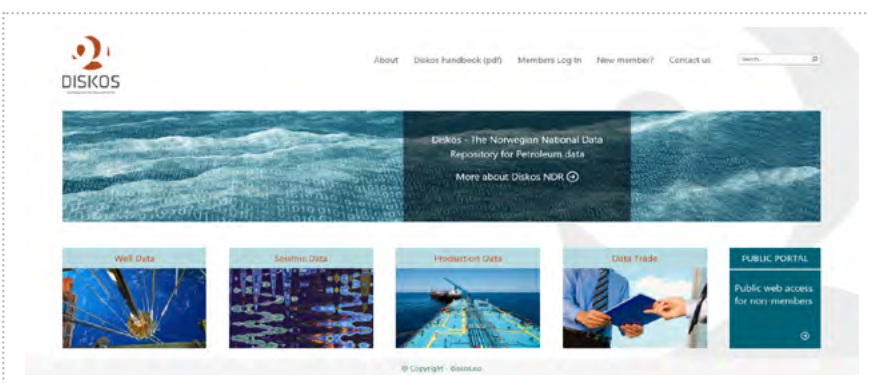 About Diskos handbook (pdf) Members Log In New member? Contact us Search...
DISKOS
Diskos - The Norwegian National Data
Repository for Petroleum data
More about Diskos NDR
Well Data Seismic Data Production Data Data Trade PUBLIC PORTAL
Public web access
for non-members
© Copyright - diskos.no